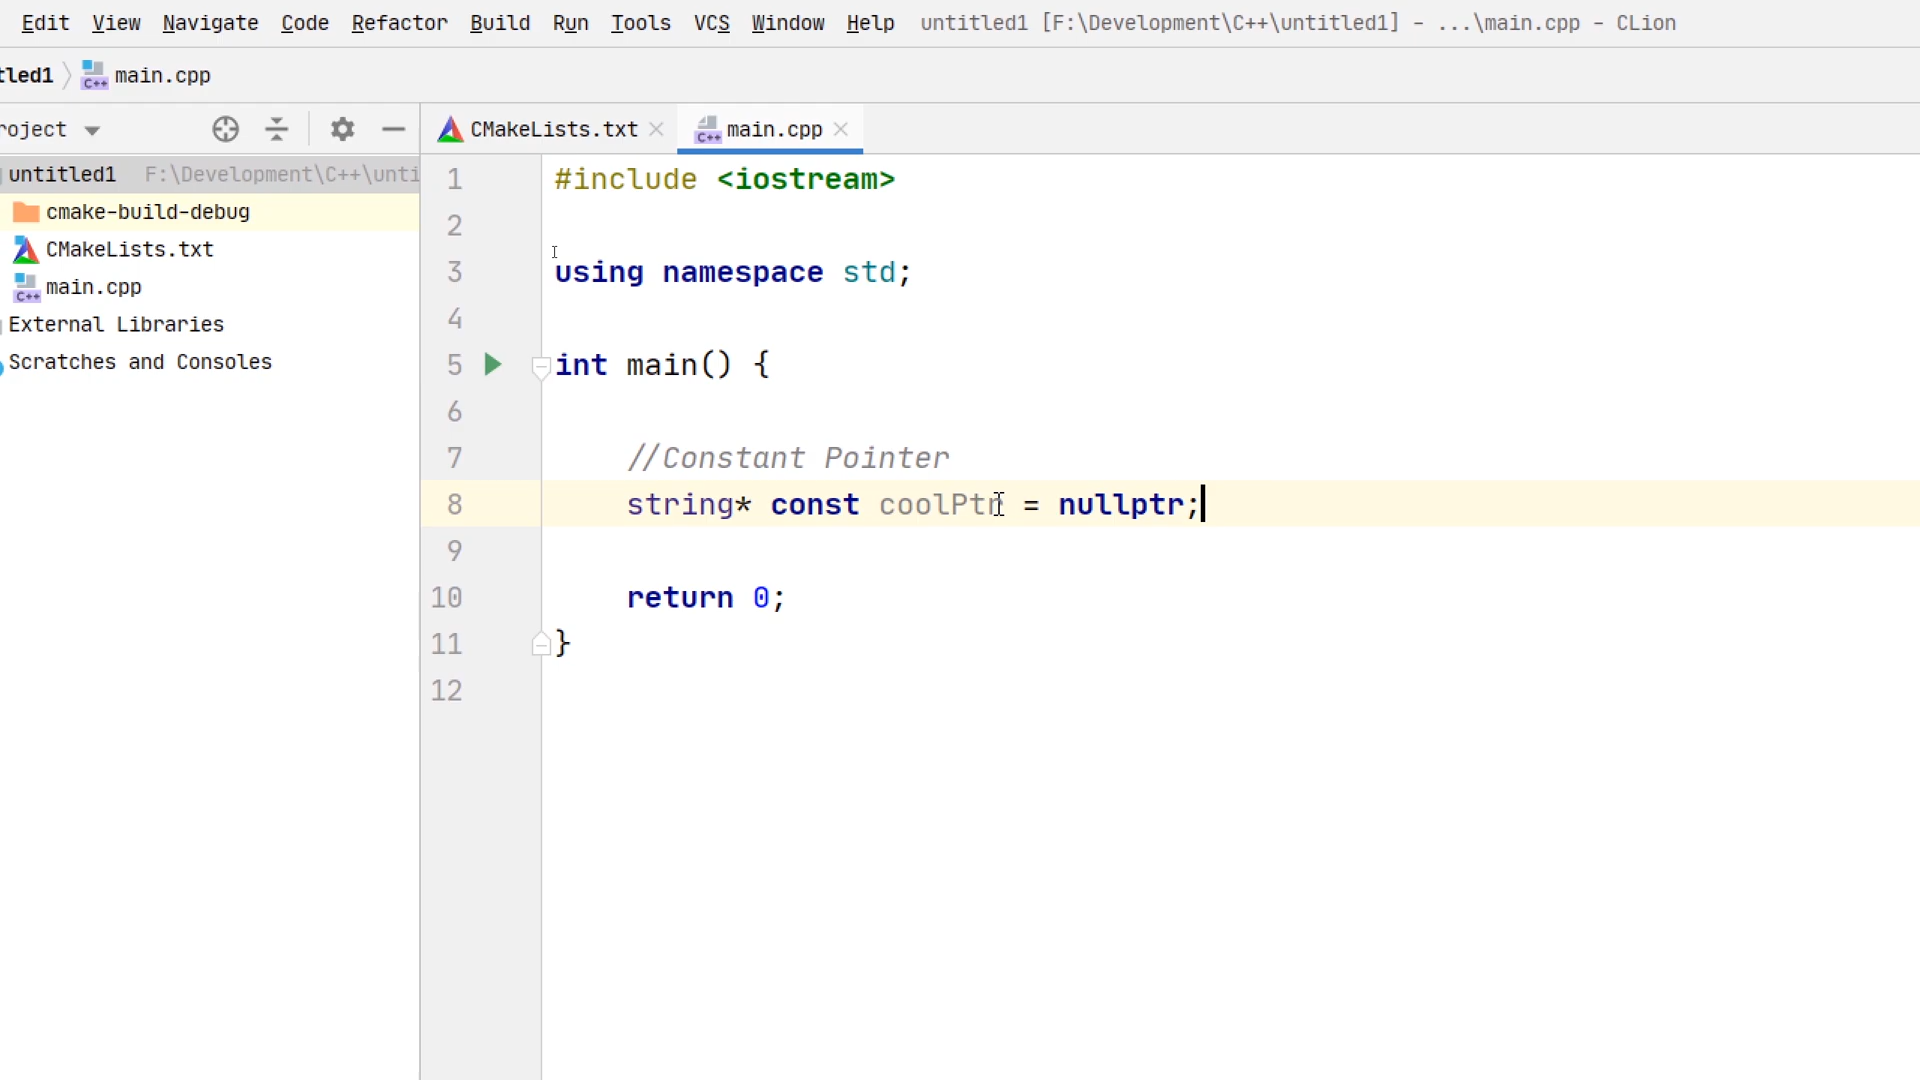 Edit View Navigate Code Refactor Build Run Tools VCS Window Help untitled1 [F:\Development\C++\untitled1] - ...\main.cpp - CLion
tled1 C++ main.cpp
roject CMakeLists.txt C++ main.cpp
untitled1 F:\Development\C++\unti
cmake-build-debug
CMakeLists.txt
C++ main.cpp
External Libraries
Scratches and Consoles
1 #include <iostream>
2
3 using namespace std;
4
5 int main() {
6
7 //Constant Pointer
8 string* const coolPtr = nullptr;
9
10 return 0;
11 }
12